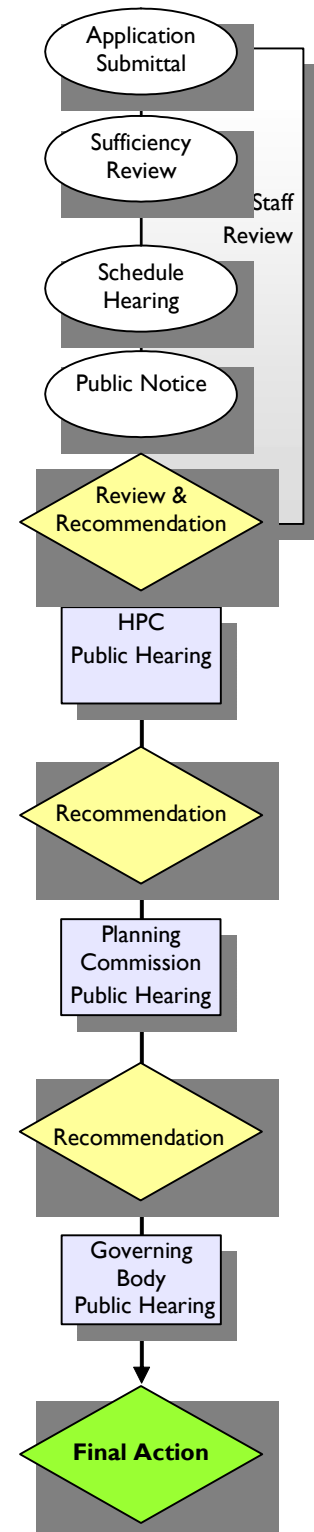 Application
Submittal
Sufficiency
Review
Staff
Review
Schedule
Hearing
Public Notice
Review &
Recommendation
HPC
Public Hearing
Recommendation
Planning
Commission
Public Hearing
Recommendation
Governing
Body
Public Hearing
Final Action